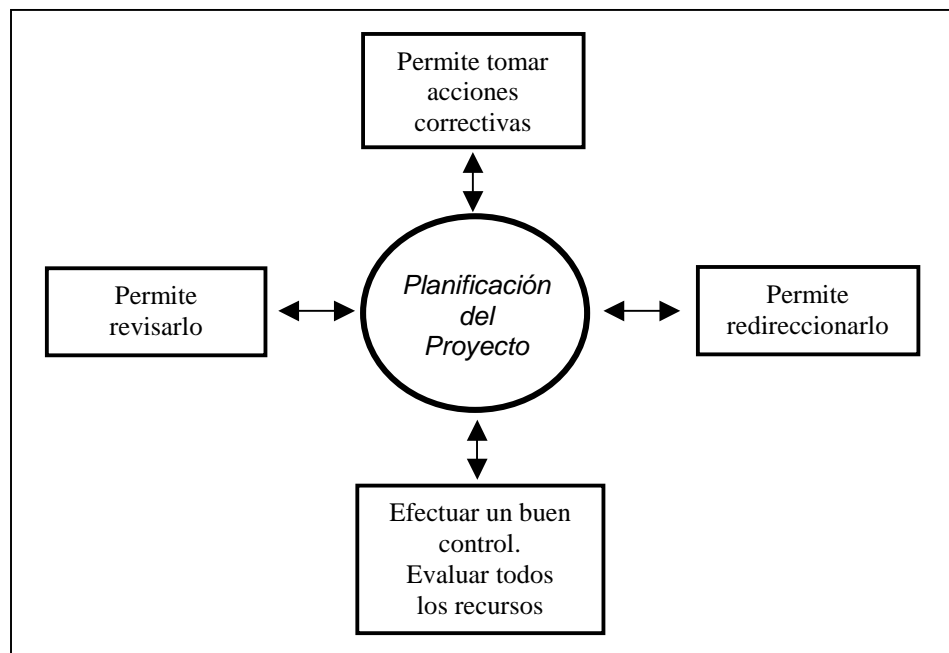 Permite tomar
acciones
correctivas
Permite
revisarlo
Planificación
del
Proyecto
Permite
redireccionarlo
Efectuar un buen
control.
Evaluar todos
los recursos